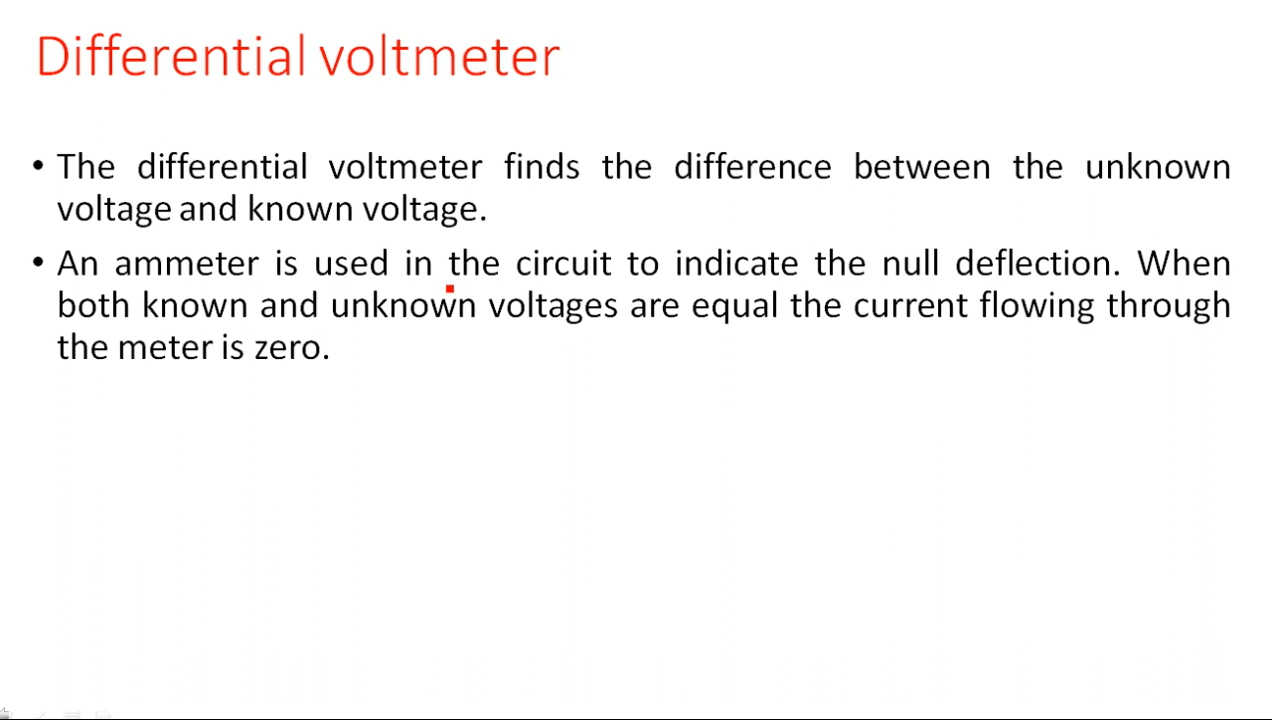 Differential voltmeter
• The differential voltmeter finds the difference between the unknown
voltage and known voltage.
• An ammeter is used in the circuit to indicate the null deflection. When
both known and unknown voltages are equal the current flowing through
the meter is zero.